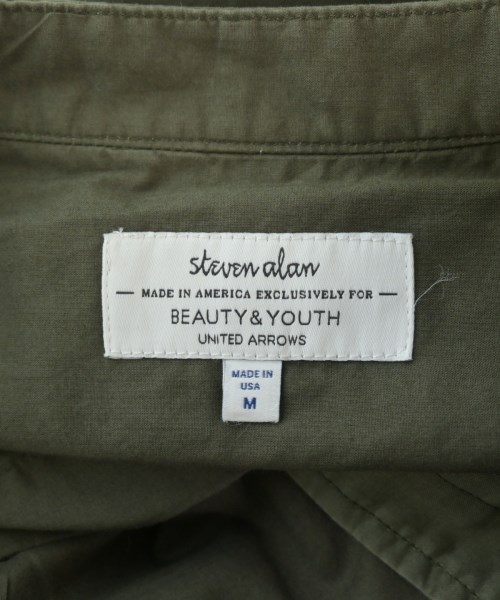 steven alan
MADE IN AMERICA EXCLUSIVELY FOR
BEAUTY & YOUTH
UNITED ARROWS
MADE IN
USA
M